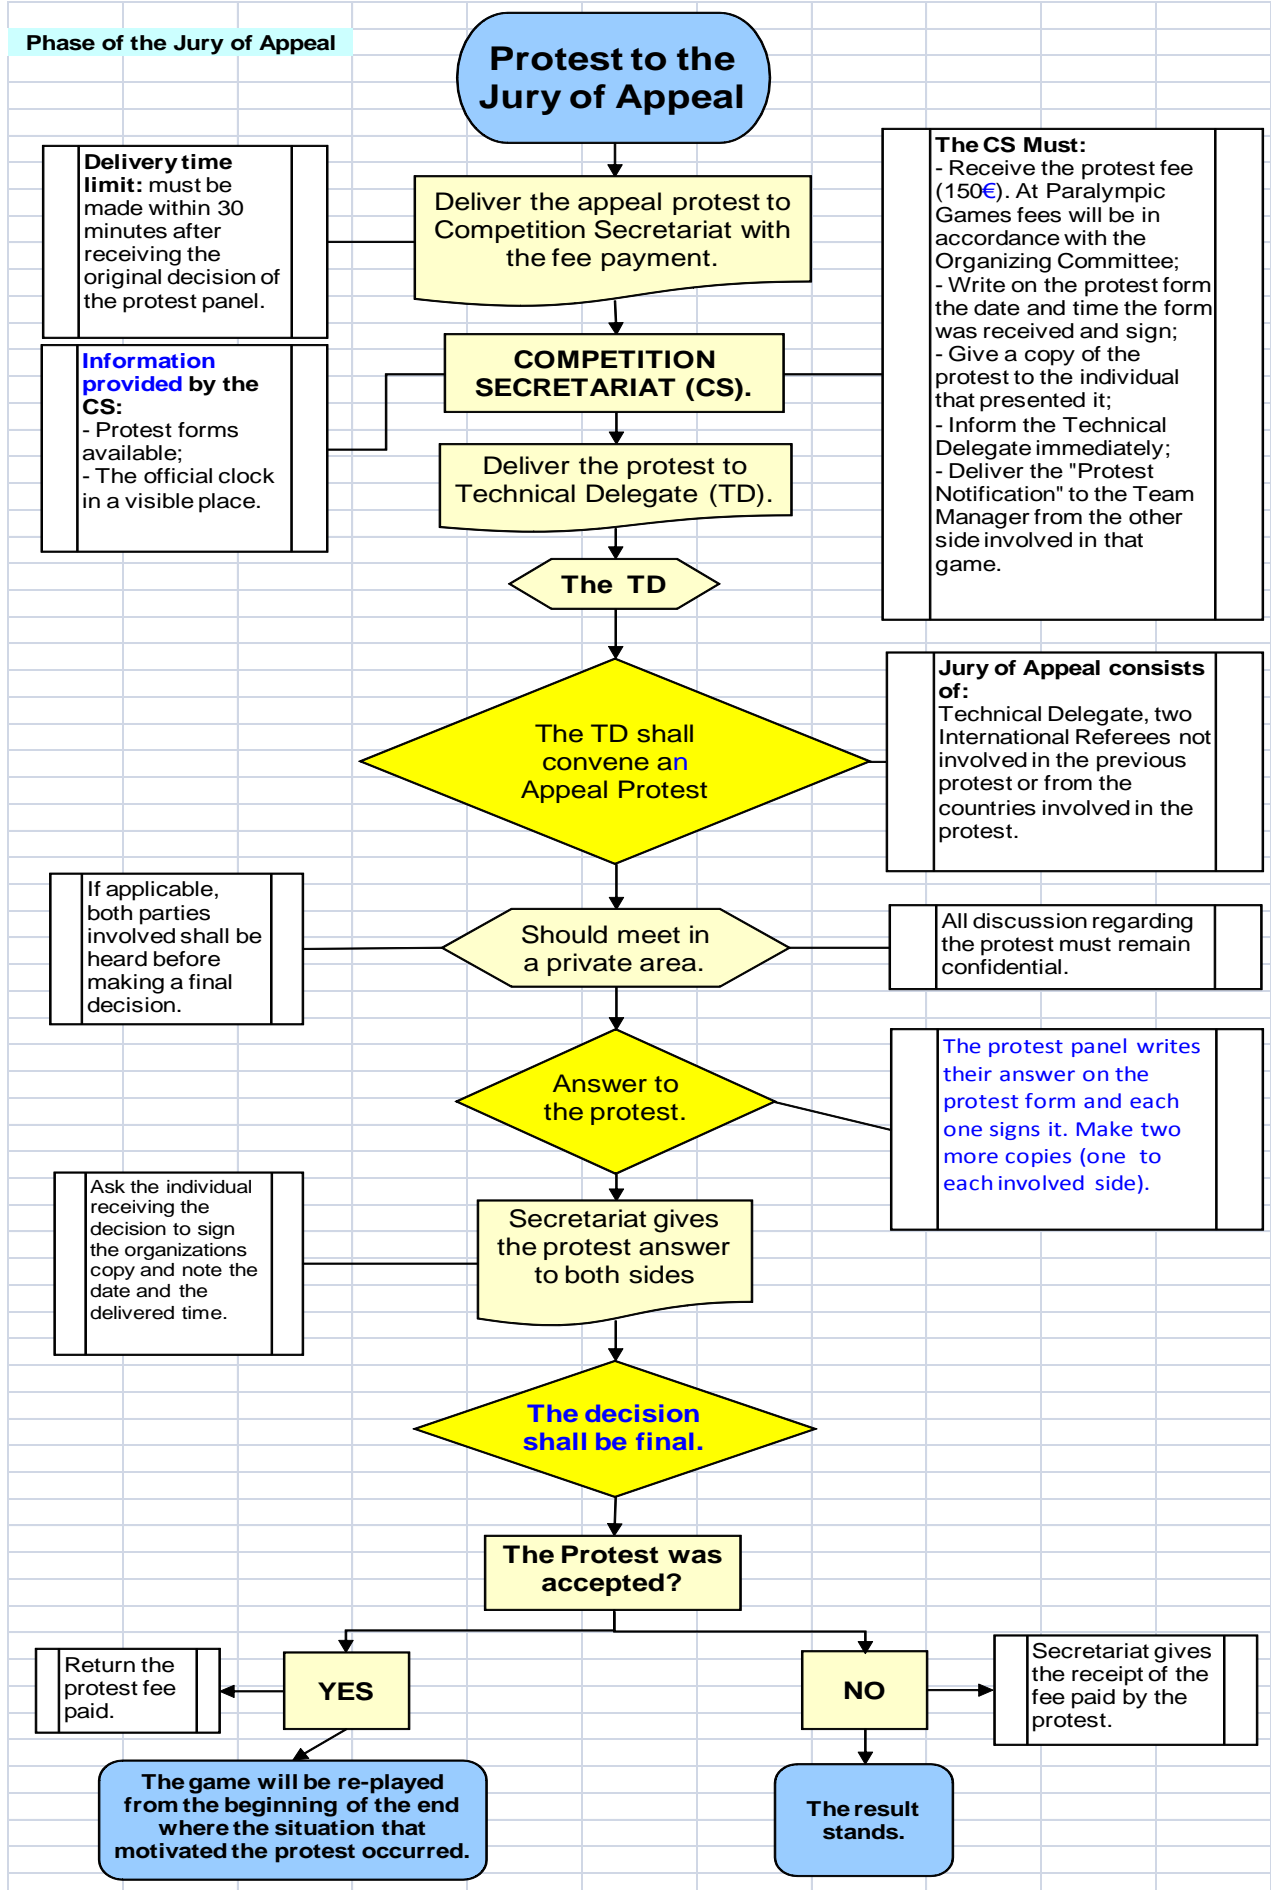 Phase of the Jury of Appeal
Protest to the
Jury of Appeal
Delivery time
limit: must be
made within 30
minutes after
receiving the
original decision of
the protest panel.
Deliver the appeal protest to
Competition Secretariat with
the fee payment.
The CS Must:
- Receive the protest fee
(150€). At Paralympic
Games fees will be in
accordance with the
Organizing Committee;
- Write on the protest form
the date and time the form
was received and sign;
- Give a copy of the
protest to the individual
that presented it;
- Inform the Technical
Delegate immediately;
- Deliver the "Protest
Notification" to the Team
Manager from the other
side involved in that
game.
Information
provided by the
CS:
- Protest forms
available;
- The official clock
in a visible place.
COMPETITION
SECRETARIAT (CS).
Deliver the protest to
Technical Delegate (TD).
The TD
The TD shall
convene an
Appeal Protest
Jury of Appeal consists
of:
Technical Delegate, two
International Referees not
involved in the previous
protest or from the
countries involved in the
protest.
If applicable,
both parties
involved shall be
heard before
making a final
decision.
Should meet in
a private area.
All discussion regarding
the protest must remain
confidential.
Answer to
the protest.
The protest panel writes
their answer on the
protest form and each
one signs it. Make two
more copies (one to
each involved side).
Ask the individual
receiving the
decision to sign
the organizations
copy and note the
date and the
delivered time.
Secretariat gives
the protest answer
to both sides
The decision
shall be final.
The Protest was
accepted?
Return the
protest fee
paid.
YES
NO
Secretariat gives
the receipt of the
fee paid by the
protest.
The game will be re-played
from the beginning of the end
where the situation that
motivated the protest occurred.
The result
stands.